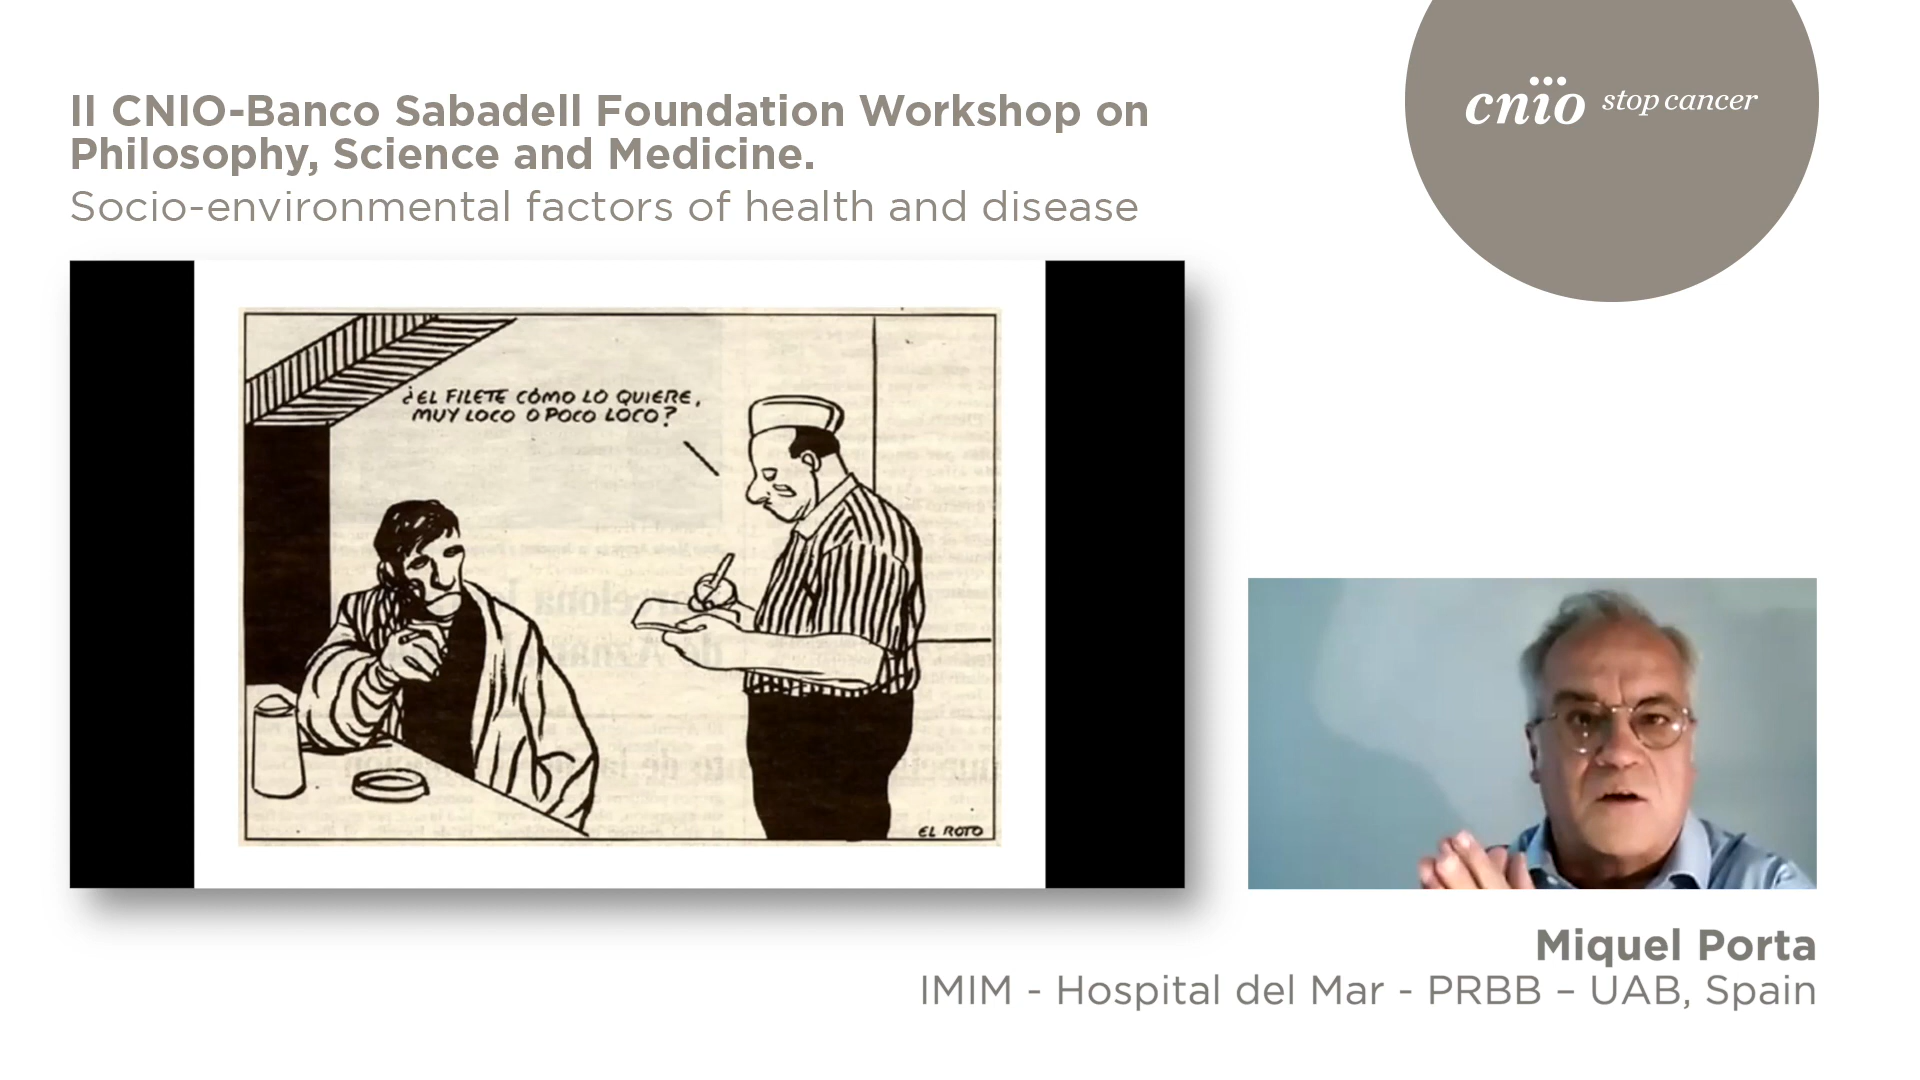 II CNIO-Banco Sabadell Foundation Workshop on
Philosophy, Science and Medicine.
Socio-environmental factors of health and disease
cnio stop cancer
¿EL FILETE CÓMO LO QUIERE,
MUY LOCO O POCO LOCO?
EL ROTO
Miquel Porta
IMIM - Hospital del Mar - PRBB – UAB, Spain